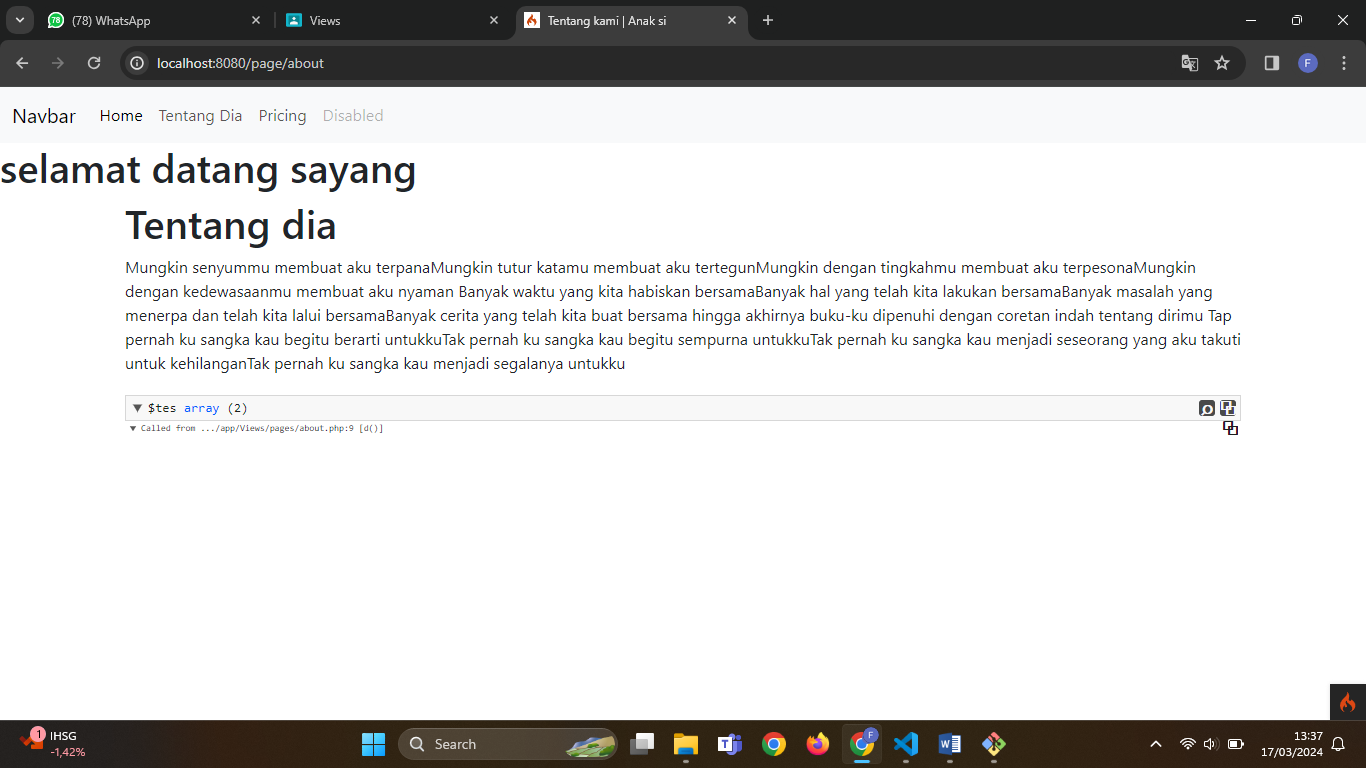 (78) WhatsApp
Views
Tentang kami | Anak si
localhost:8080/page/about
F
Navbar Home Tentang Dia Pricing Disabled
selamat datang sayang
Tentang dia
Mungkin senyummu membuat aku terpanaMungkin tutur katamu membuat aku tertegunMungkin dengan tingkahmu membuat aku terpesonaMungkin
dengan kedewasaanmu membuat aku nyaman Banyak waktu yang kita habiskan bersamaBanyak hal yang telah kita lakukan bersamaBanyak masalah yang
menerpa dan telah kita lalui bersamaBanyak cerita yang telah kita buat bersama hingga akhirnya buku-ku dipenuhi dengan coretan indah tentang dirimu Tap
pernah ku sangka kau begitu berarti untukkuTak pernah ku sangka kau begitu sempurna untukkuTak pernah ku sangka kau menjadi seseorang yang aku takuti
untuk kehilanganTak pernah ku sangka kau menjadi segalanya untukku
$tes array (2)
Called from .../app/Views/pages/about.php:9 [d()]
1
IHSG
-1,42%
Search
F
13:37
17/03/2024